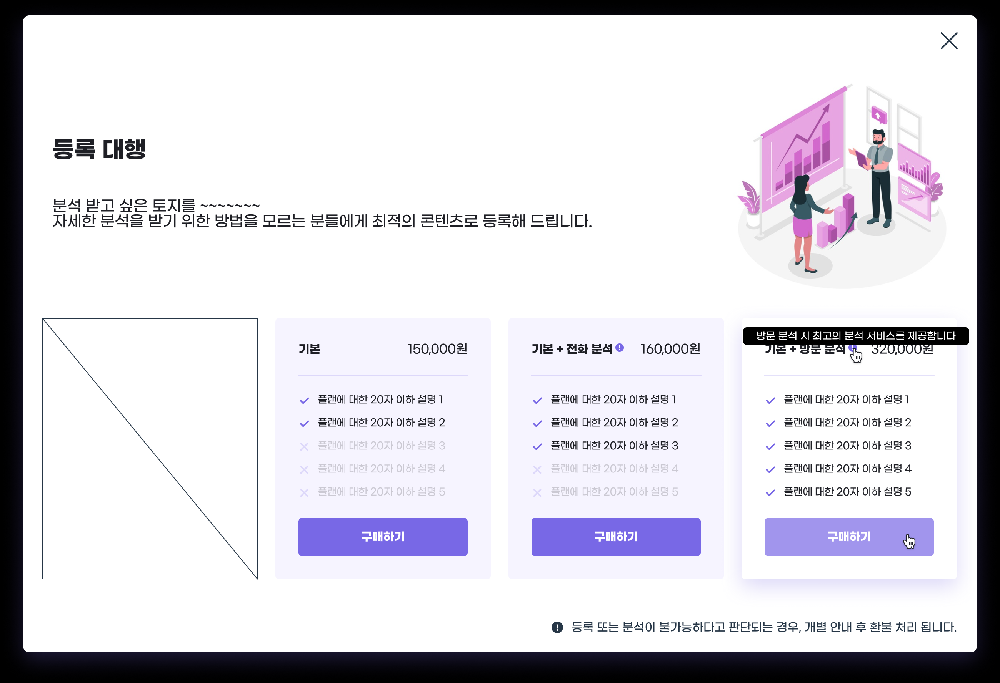 등록 대행
분석 받고 싶은 토지를 ~~~~~~~
자세한 분석을 받기 위한 방법을 모르는 분들에게 최적의 콘텐츠로 등록해 드립니다.
기본 150,000원
플랜에 대한 20자 이하 설명 1
플랜에 대한 20자 이하 설명 2
플랜에 대한 20자 이하 설명 3
플랜에 대한 20자 이하 설명 4
플랜에 대한 20자 이하 설명 5
구매하기
기본 + 전화 분석 160,000원
플랜에 대한 20자 이하 설명 1
플랜에 대한 20자 이하 설명 2
플랜에 대한 20자 이하 설명 3
플랜에 대한 20자 이하 설명 4
플랜에 대한 20자 이하 설명 5
구매하기
방문 분석 시 최고의 분석 서비스를 제공합니다
기본 + 방문 분석 320,000원
플랜에 대한 20자 이하 설명 1
플랜에 대한 20자 이하 설명 2
플랜에 대한 20자 이하 설명 3
플랜에 대한 20자 이하 설명 4
플랜에 대한 20자 이하 설명 5
구매하기
등록 또는 분석이 불가능하다고 판단되는 경우, 개별 안내 후 환불 처리 됩니다.